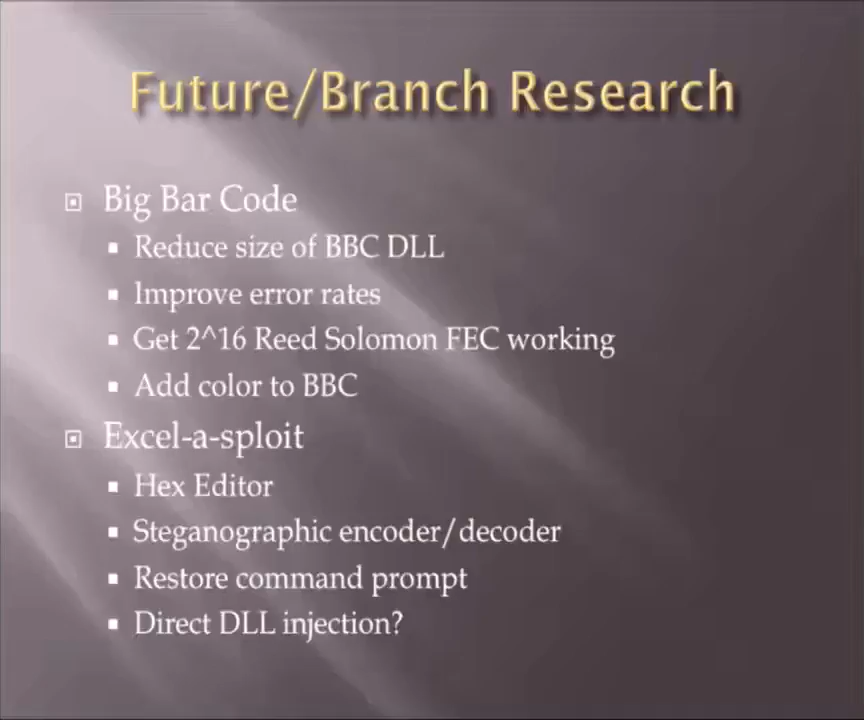 Future/Branch Research
Big Bar Code
Reduce size of BBC DLL
Improve error rates
Get 2^16 Reed Solomon FEC working
Add color to BBC
Excel-a-sploit
Hex Editor
Steganographic encoder/decoder
Restore command prompt
Direct DLL injection?